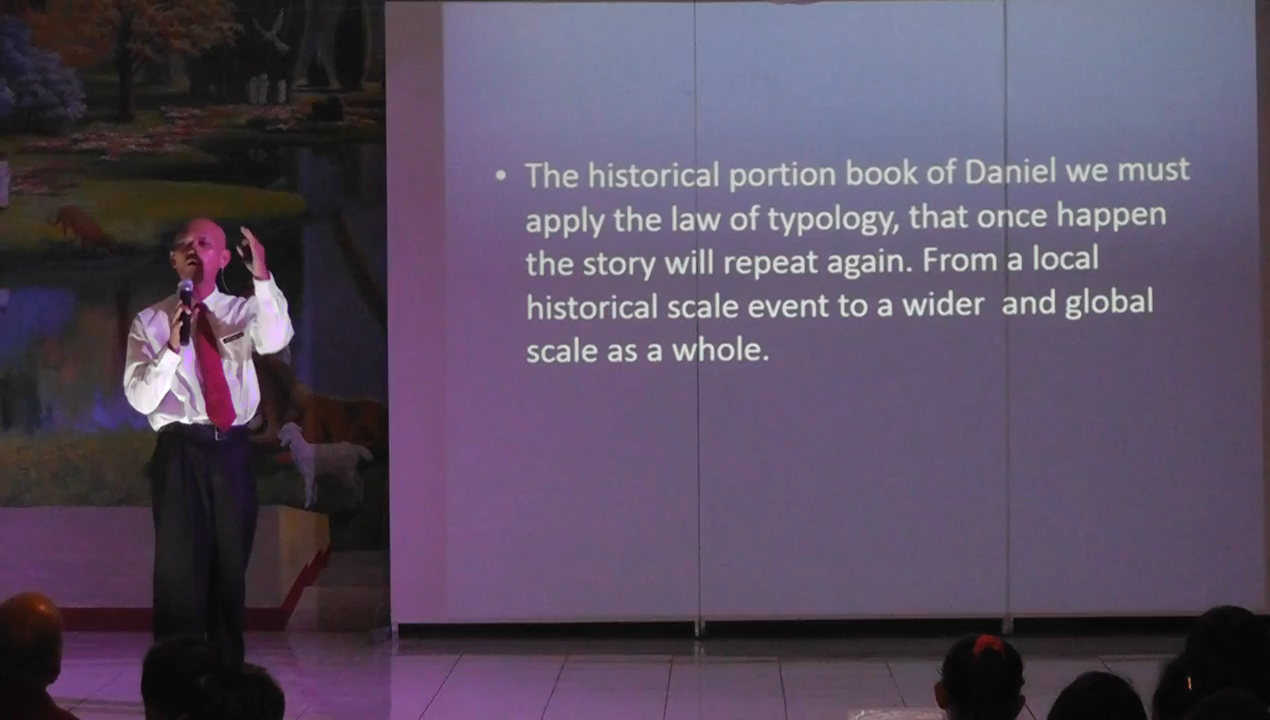 • The historical portion book of Daniel we must
apply the law of typology, that once happen
the story will repeat again. From a local
historical scale event to a wider  and global
scale as a whole.